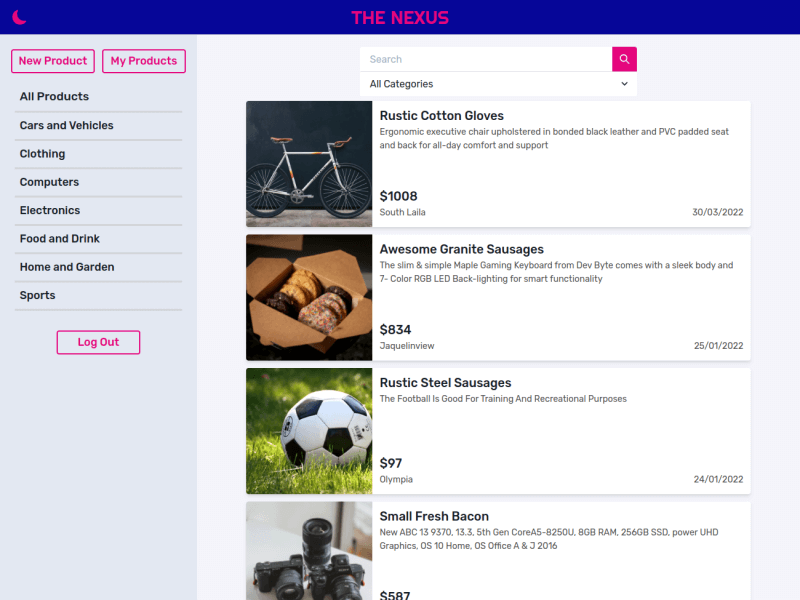 THE NEXUS
New Product
My Products
All Products
Cars and Vehicles
Clothing
Computers
Electronics
Food and Drink
Home and Garden
Sports
Log Out
Search
All Categories
Rustic Cotton Gloves
Ergonomic executive chair upholstered in bonded black leather and PVC padded seat
and back for all-day comfort and support
$1008
South Laila
30/03/2022
Awesome Granite Sausages
The slim & simple Maple Gaming Keyboard from Dev Byte comes with a sleek body and
7- Color RGB LED Back-lighting for smart functionality
$834
Jaquelinview
25/01/2022
Rustic Steel Sausages
The Football Is Good For Training And Recreational Purposes
$97
Olympia
24/01/2022
Small Fresh Bacon
New ABC 13 9370, 13.3, 5th Gen CoreA5-8250U, 8GB RAM, 256GB SSD, power UHD
Graphics, OS 10 Home, OS Office A & J 2016
$587